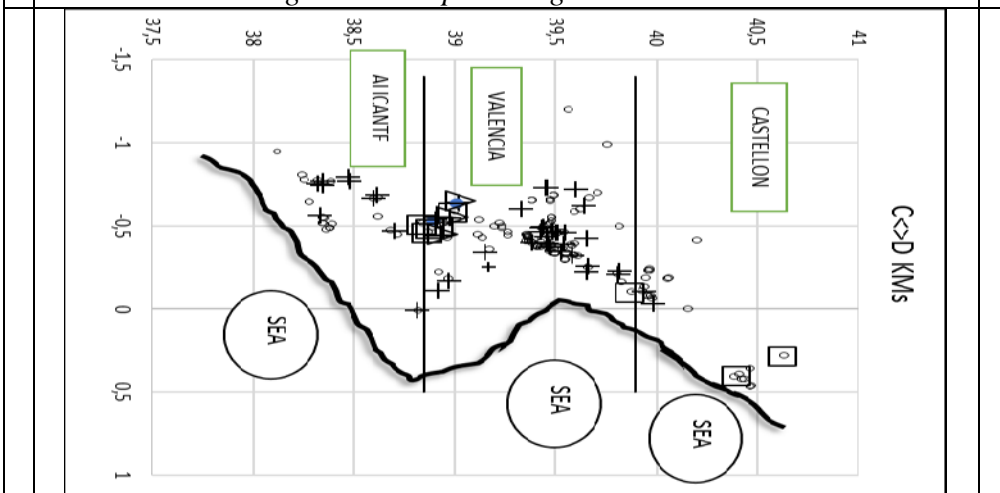 C<>D KMs
41
40,5
40
39,5
39
38,5
38
37,5
CASTELLON
VALENCIA
ALICANTE
SEA
SEA
SEA
-1,5
-1
-0,5
0
0,5
1